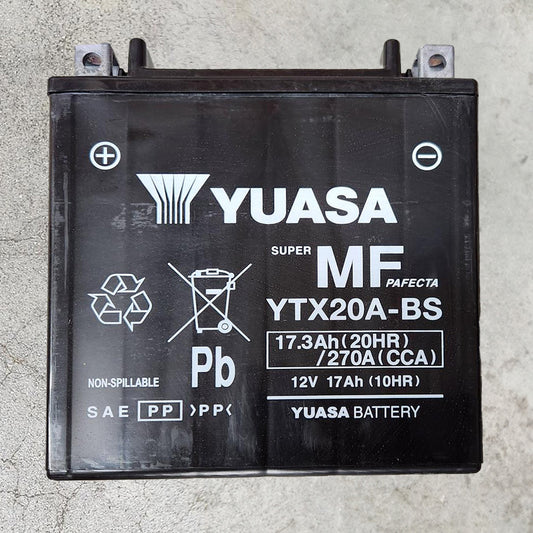 YUASA
SUPER MF PAFECTA
YTX20A-BS
17.3Ah(20HR)
/270A(CCA)
12V 17Ah (10HR)
YUASA BATTERY
Pb
NON-SPILLABLE
SAE PP >PP<